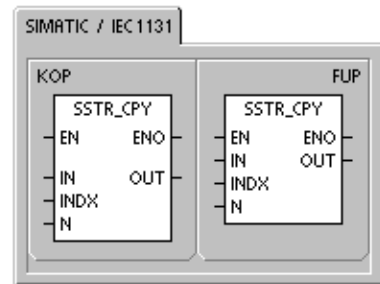 SIMATIC / IEC1131
KOP
SSTR_CPY
EN ENO
IN OUT
INDX
N
FUP
SSTR_CPY
EN ENO
IN OUT
INDX
N